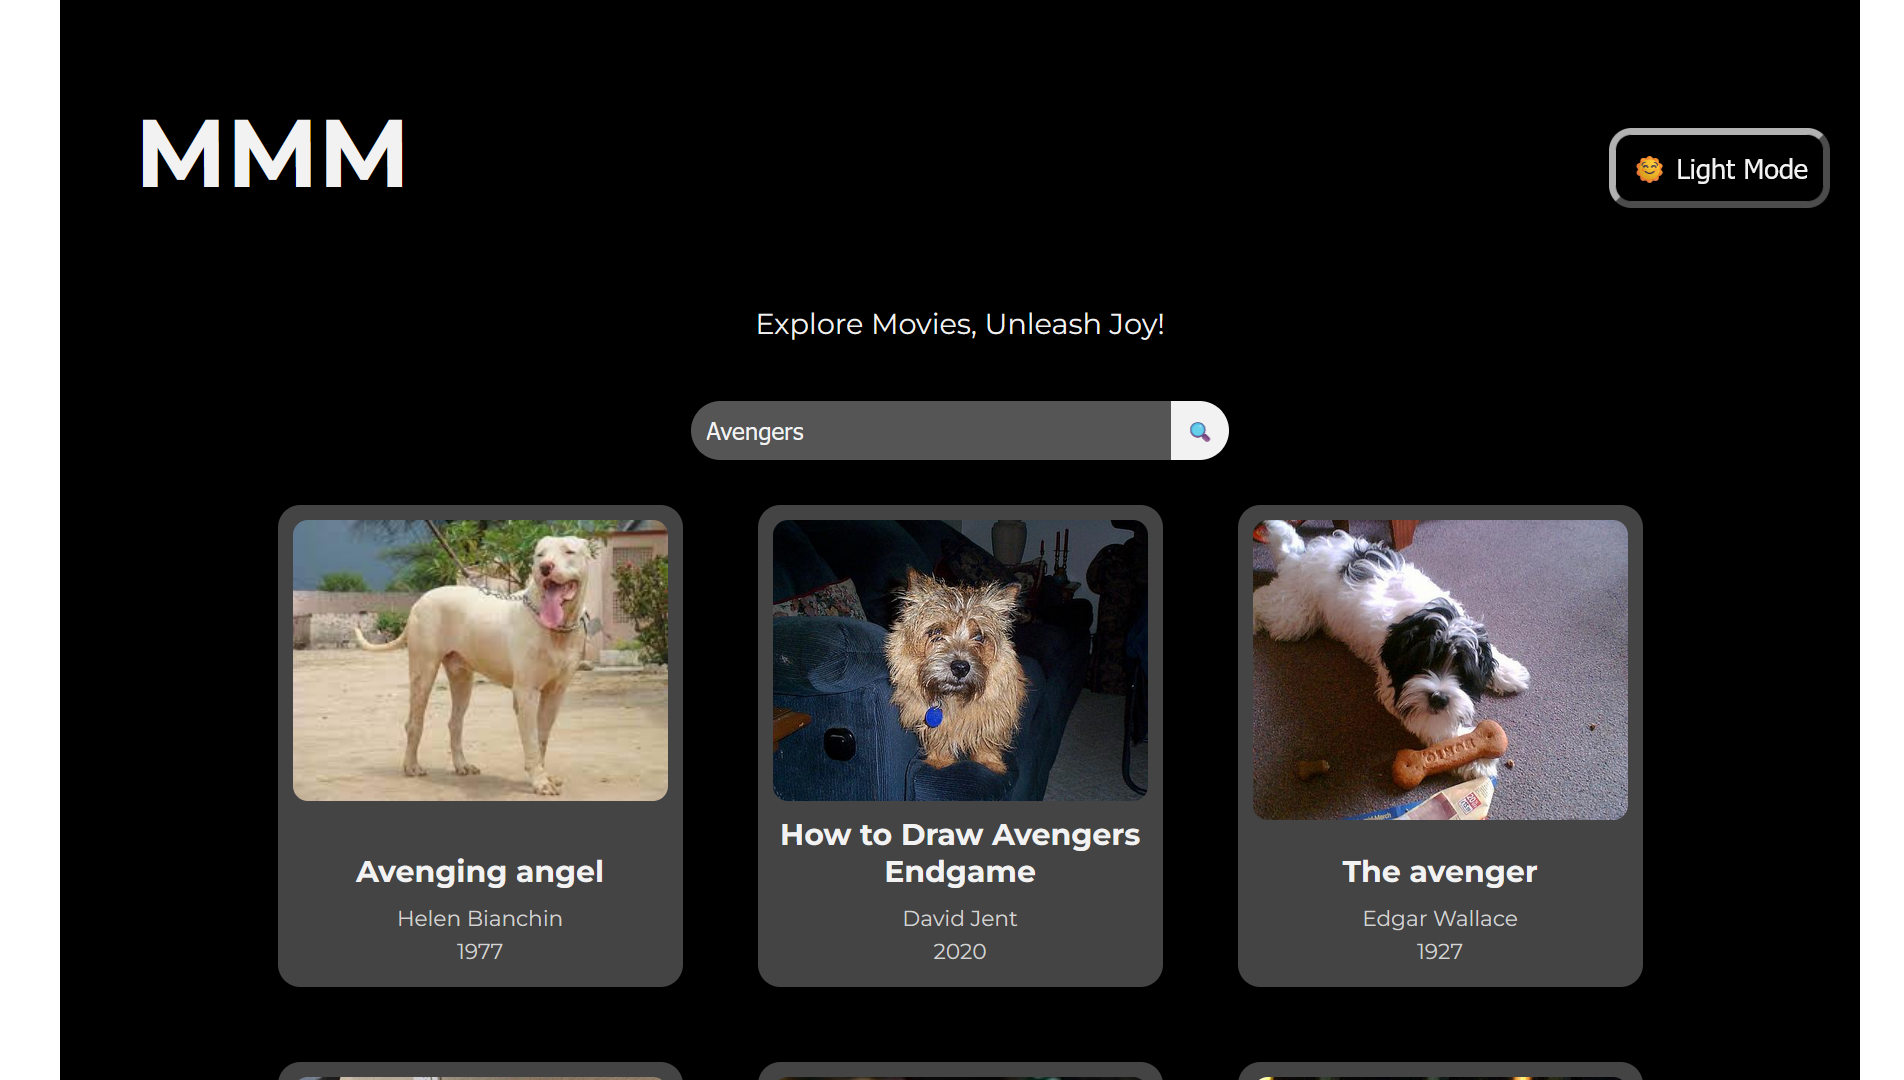 MMM
Light Mode
Explore Movies, Unleash Joy!
Avengers
Avenging angel
Helen Bianchin
1977
How to Draw Avengers
Endgame
David Jent
2020
The avenger
Edgar Wallace
1927